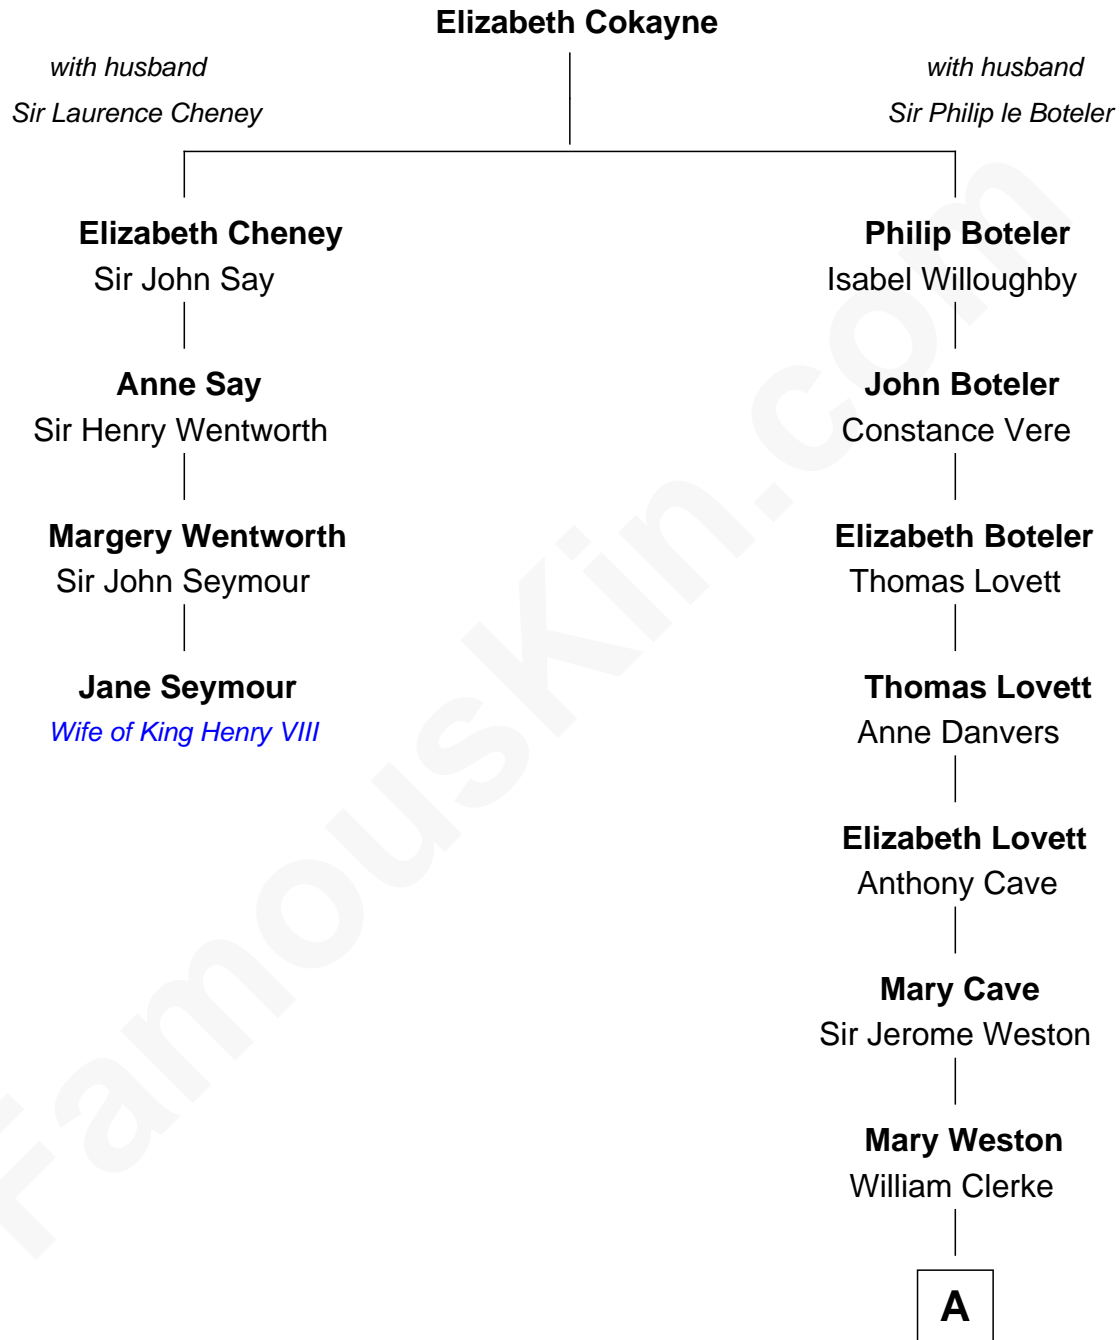 Elizabeth Cokayne
with husband
Sir Laurence Cheney
with husband
Sir Philip le Boteler
Elizabeth Cheney
Sir John Say
Anne Say
Sir Henry Wentworth
Margery Wentworth
Sir John Seymour
Jane Seymour
Wife of King Henry VIII
Philip Boteler
Isabel Willoughby
John Boteler
Constance Vere
Elizabeth Boteler
Thomas Lovett
Thomas Lovett
Anne Danvers
Elizabeth Lovett
Anthony Cave
Mary Cave
Sir Jerome Weston
Mary Weston
William Clerke
A
FamousKin.com